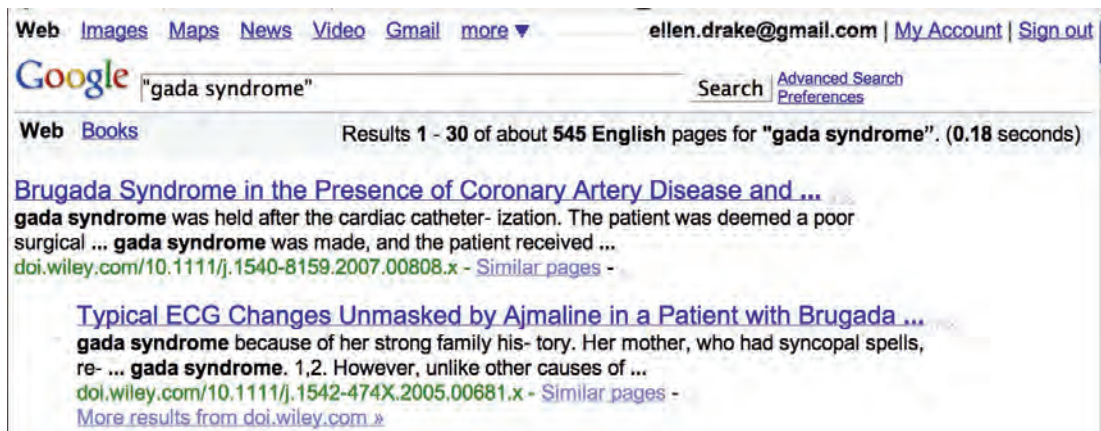 Web Images Maps News Video Gmail more ▼ ellen.drake@gmail.com | My Account | Sign out
Google "gada syndrome" Search Advanced Search
Preferences
Web Books Results 1 - 30 of about 545 English pages for "gada syndrome". (0.18 seconds)
Brugada Syndrome in the Presence of Coronary Artery Disease and ...
gada syndrome was held after the cardiac catheter- ization. The patient was deemed a poor
surgical ... gada syndrome was made, and the patient received ...
doi.wiley.com/10.1111/j.1540-8159.2007.00808.x - Similar pages -
Typical ECG Changes Unmasked by Ajmaline in a Patient with Brugada ...
gada syndrome because of her strong family his- tory. Her mother, who had syncopal spells,
re- ... gada syndrome. 1,2. However, unlike other causes of ...
doi.wiley.com/10.1111/j.1542-474X.2005.00681.x - Similar pages -
More results from doi.wiley.com »